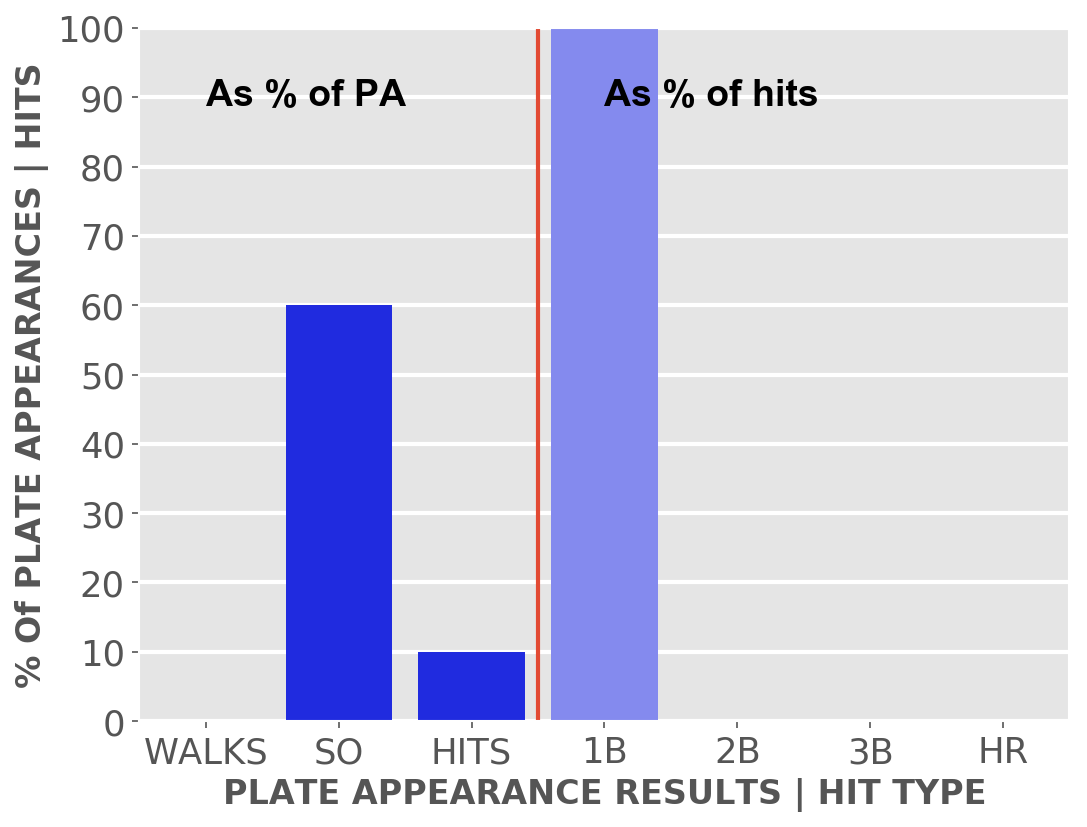 % Of PLATE APPEARANCES | HITS
100
90
80
70
60
50
40
30
20
10
0
As % of PA
As % of hits
WALKS SO HITS 1B 2B 3B HR
PLATE APPEARANCE RESULTS | HIT TYPE